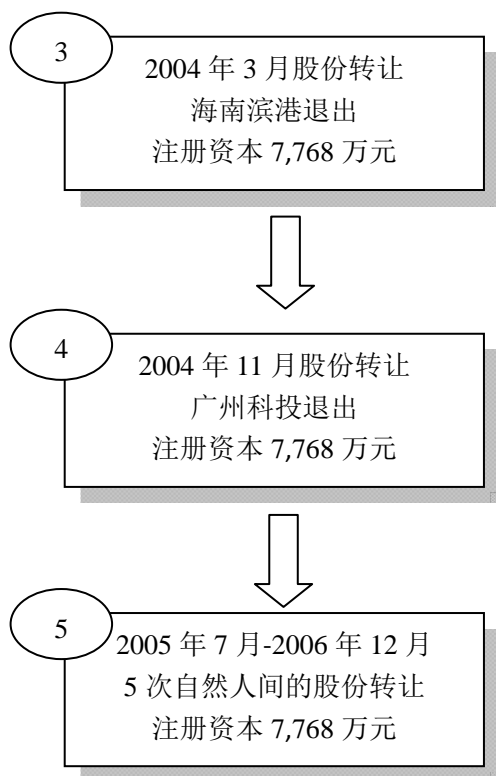 3
2004 年 3 月股份转让
海南滨港退出
注册资本 7,768 万元
4
2004 年 11 月股份转让
广州科投退出
注册资本 7,768 万元
5
2005 年 7 月-2006 年 12 月
5 次自然人间的股份转让
注册资本 7,768 万元